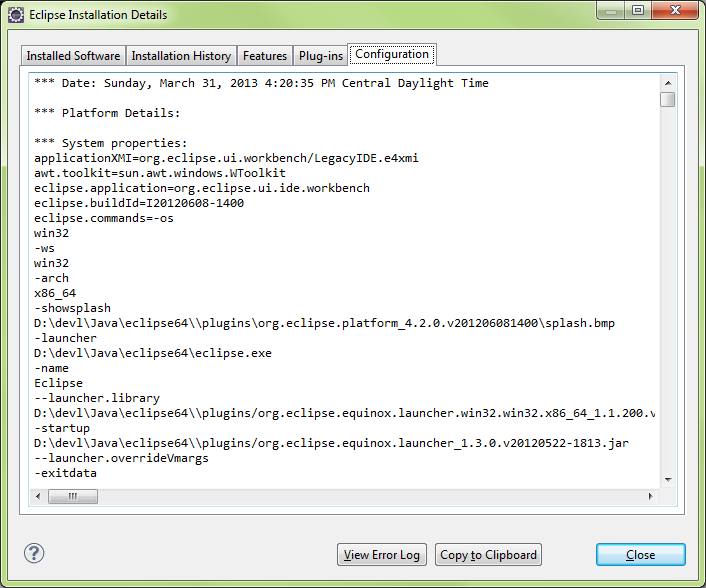 Eclipse Installation Details
Installed Software Installation History Features Plug-ins Configuration
*** Date: Sunday, March 31, 2013 4:20:35 PM Central Daylight Time
*** Platform Details:
*** System properties:
applicationXMI=org.eclipse.ui.workbench/LegacyIDE.e4xmi
awt.toolkit=sun.awt.windows.WToolkit
eclipse.application=org.eclipse.ui.ide.workbench
eclipse.buildId=I20120608-1400
eclipse.commands=-os
win32
-ws
win32
-arch
x86_64
-showsplash
D:\devl\Java\eclipse64\\plugins\org.eclipse.platform_4.2.0.v201206081400\splash.bmp
-launcher
D:\devl\Java\eclipse64\eclipse.exe
-name
Eclipse
--launcher.library
D:\devl\Java\eclipse64\\plugins/org.eclipse.equinox.launcher.win32.win32.x86_64_1.1.200.v
-startup
D:\devl\Java\eclipse64\\plugins/org.eclipse.equinox.launcher_1.3.0.v20120522-1813.jar
--launcher.overrideVmargs
-exitdata
? View Error Log Copy to Clipboard Close